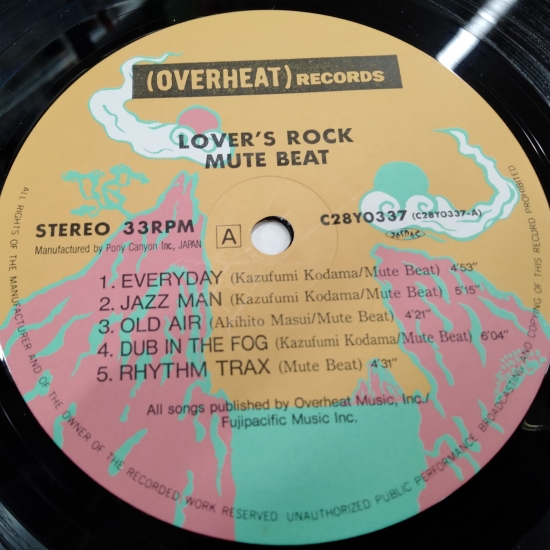 (OVERHEAT) RECORDS
LOVER'S ROCK
MUTE BEAT
STEREO 33RPM
Manufactured by Pony Canyon Inc, JAPAN
A
C28Y0337 (C28Y0337-A)
JASRAC
1. EVERYDAY (Kazufumi Kodama/Mute Beat) 4'53"
2. JAZZ MAN (Kazufumi Kodama/Mute Beat) 5'15"
3. OLD AIR (Akihito Masui/Mute Beat) 4'21"
4. DUB IN THE FOG (Kazufumi Kodama/Mute Beat) 6'04"
5. RHYTHM TRAX (Mute Beat) 4'31"
All songs published by Overheat Music, Inc./
Fujipacific Music Inc.
ALL RIGHTS OF THE MANUFACTURER AND OF THE OWNER OF THE RECORDED WORK RESERVED UNAUTHORIZED PUBLIC PERFORMANCE BROADCASTING AND COPYING OF THIS RECORD PROHIBITED